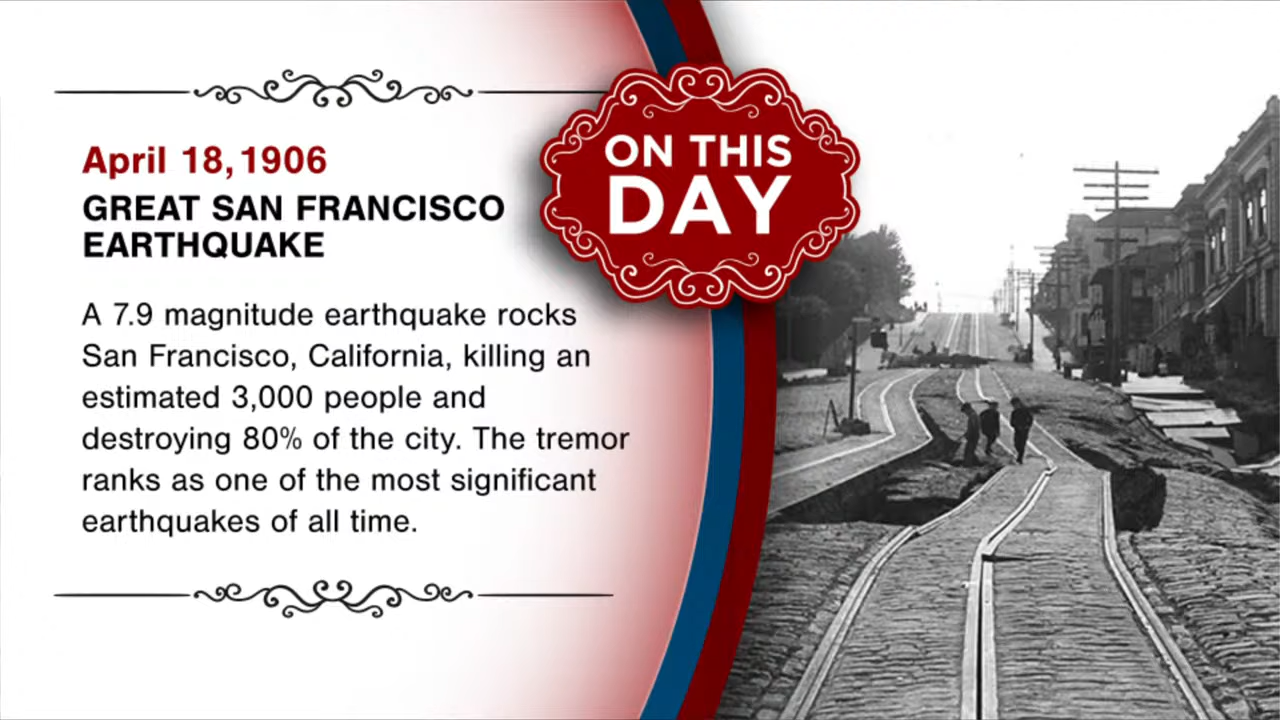 April 18, 1906
GREAT SAN FRANCISCO
EARTHQUAKE
A 7.9 magnitude earthquake rocks
San Francisco, California, killing an
estimated 3,000 people and
destroying 80% of the city. The tremor
ranks as one of the most significant
earthquakes of all time.
ON THIS
DAY